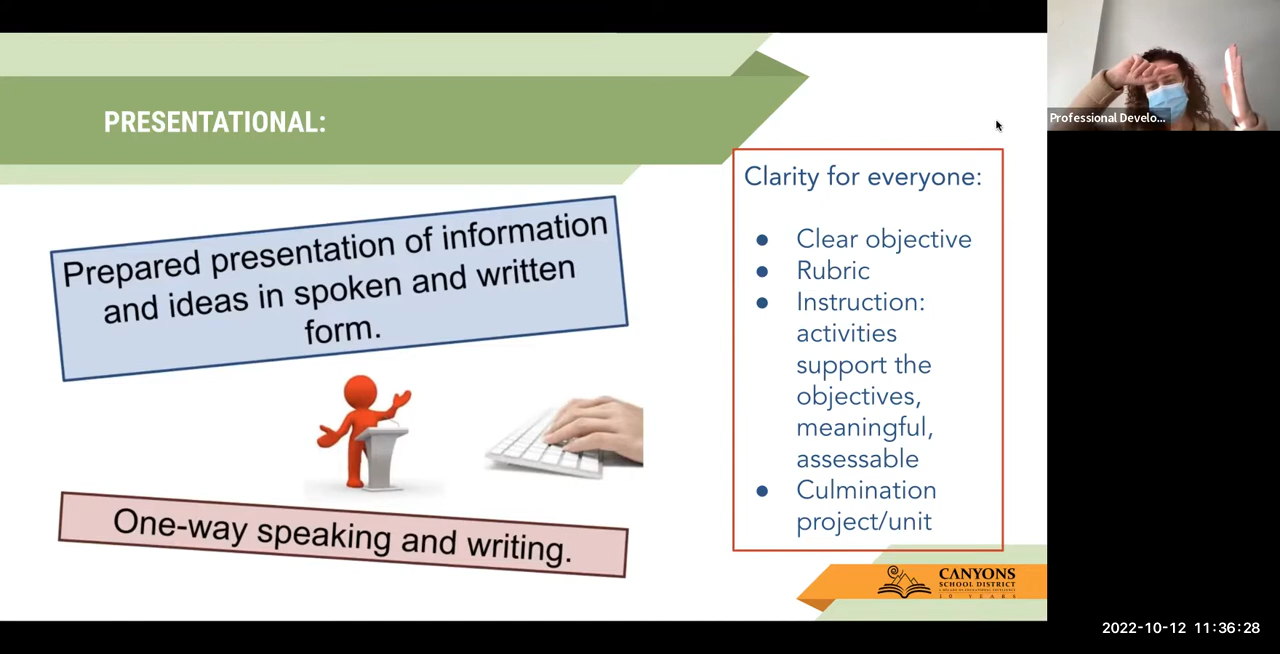 PRESENTATIONAL:
Prepared presentation of information
and ideas in spoken and written
form.
One-way speaking and writing.
Clarity for everyone:
● Clear objective
● Rubric
● Instruction:
activities
support the
objectives,
meaningful,
assessable
● Culmination
project/unit
CANYONS
SCHOOL DISTRICT
10 YEARS
Professional Develo...
2022-10-12 11:36:28